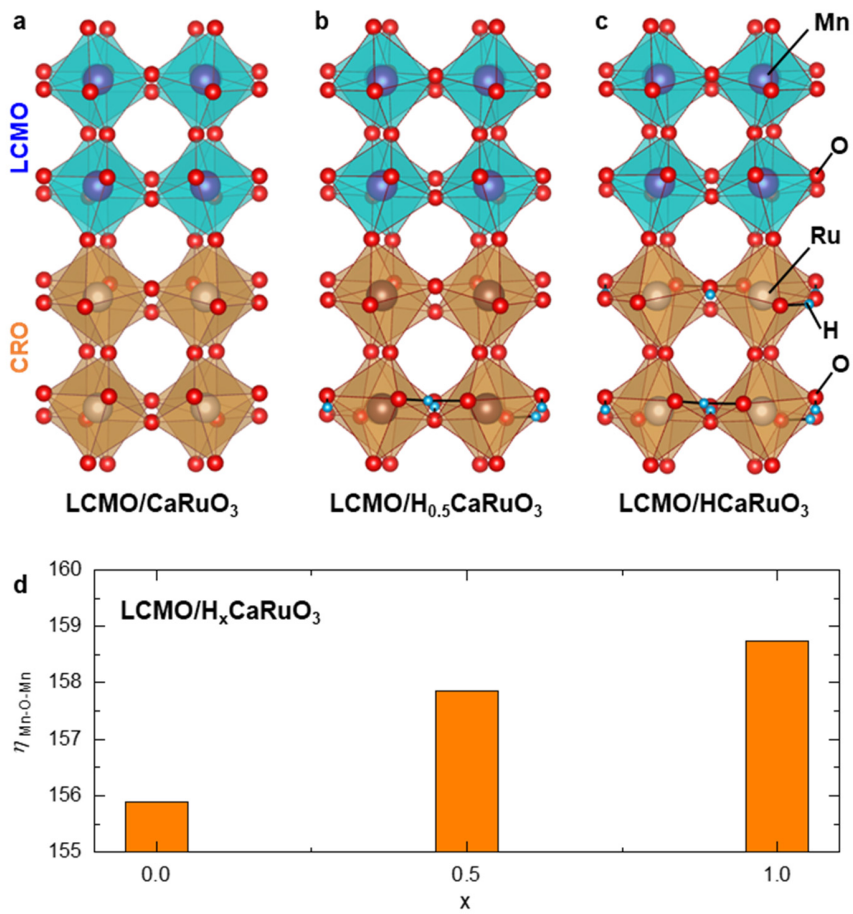 a
b
c
Mn
LCMO
O
Ru
CRO
H
O
LCMO/CaRuO₃
LCMO/H₀.₅CaRuO₃
LCMO/HCaRuO₃
d
LCMO/HₓCaRuO₃
160
159
158
157
156
155
η Mn-O-Mn
0.0
0.5
1.0
x